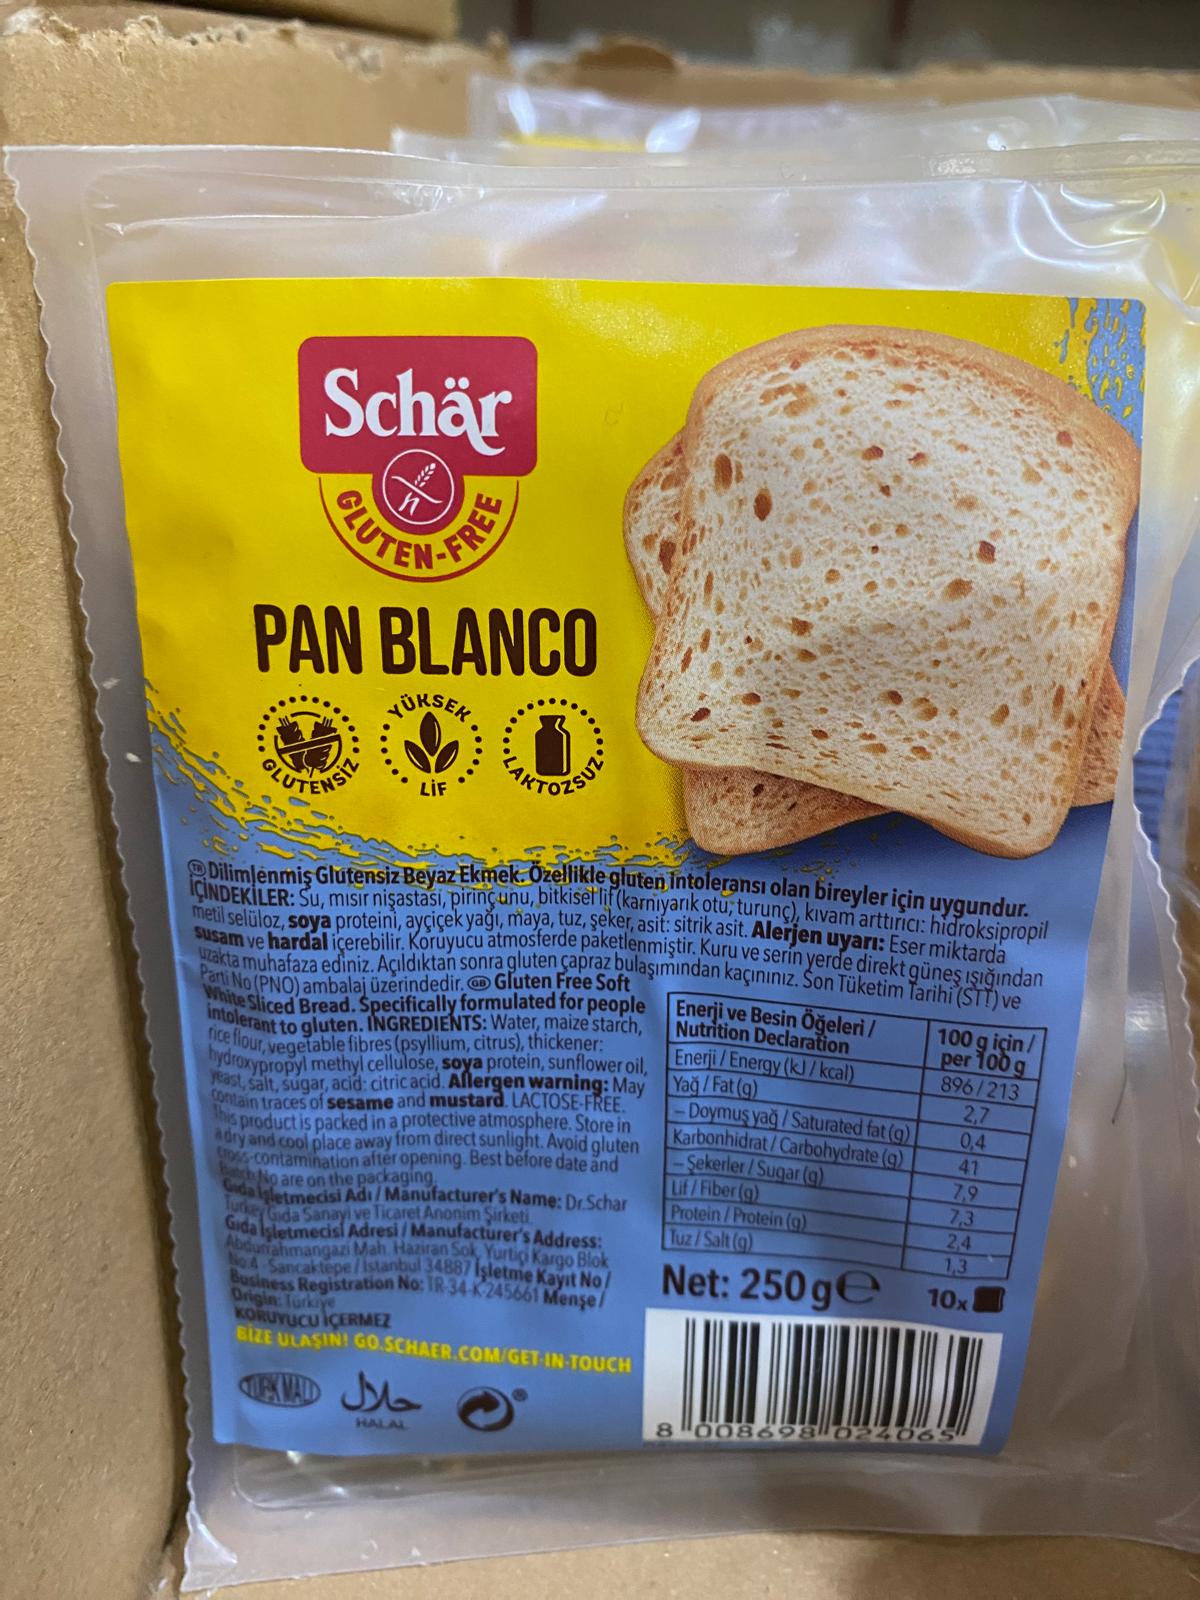 Schär
GLUTEN-FREE
PAN BLANCO
GLUTENSİZ
YÜKSEK
LİF
LAKTOZSUZ
TR Dilimlenmiş Glutensiz Beyaz Ekmek. Özellikle gluten intoleransı olan bireyler için uygundur.
İÇİNDEKİLER: Su, mısır nişastası, pirinç unu, bitkisel lif (karnıyarık otu, turunç), kıvam arttırıcı: hidroksipropil
metil selüloz, soya proteini, ayçiçek yağı, maya, tuz, şeker, asit: sitrik asit. Alerjen uyarı: Eser miktarda
susam ve hardal içerebilir. Koruyucu atmosferde paketlenmiştir. Kuru ve serin yerde direkt güneş ışığından
uzakta muhafaza ediniz. Açıldıktan sonra gluten çapraz bulaşımından kaçınınız. Son Tüketim Tarihi (STT) ve
Parti No (PNO) ambalaj üzerindedir. GB Gluten Free Soft
White Sliced Bread. Specifically formulated for people
intolerant to gluten. INGREDIENTS: Water, maize starch,
rice flour, vegetable fibres (psyllium, citrus), thickener:
hydroxypropyl methyl cellulose, soya protein, sunflower oil,
yeast, salt, sugar, acid: citric acid. Allergen warning: May
contain traces of sesame and mustard. LACTOSE-FREE.
This product is packed in a protective atmosphere. Store in
a dry and cool place away from direct sunlight. Avoid gluten
cross-contamination after opening. Best before date and
Batch No are on the packaging.
Gıda İşletmecisi Adı / Manufacturer's Name: Dr.Schar
Turkey Gıda Sanayi ve Ticaret Anonim Şirketi
Gıda İşletmecisi Adresi / Manufacturer's Address:
Abdurrahmangazi Mah. Haziran Sok. Yurtiçi Kargo Blok
No:4 - Sancaktepe / İstanbul 34887 İşletme Kayıt No /
Business Registration No: TR-34-K-245661 Menşe /
Origin: Türkiye
KORUYUCU İÇERMEZ
BİZE ULAŞIN! GO.SCHAER.COM/GET-IN-TOUCH
TÜRK MALI
حلال
HALAL
Enerji ve Besin Öğeleri / Nutrition Declaration 100 g için / per 100 g
Enerji / Energy (kJ / kcal) 896 / 213
Yağ / Fat (g) 2,7
– Doymuş yağ / Saturated fat (g) 0,4
Karbonhidrat / Carbohydrate (g) 41
– Şekerler / Sugar (g) 7,9
Lif / Fiber (g) 7,3
Protein / Protein (g) 2,4
Tuz / Salt (g) 1,3
Net: 250 g ℮
10x
8 008698 024065